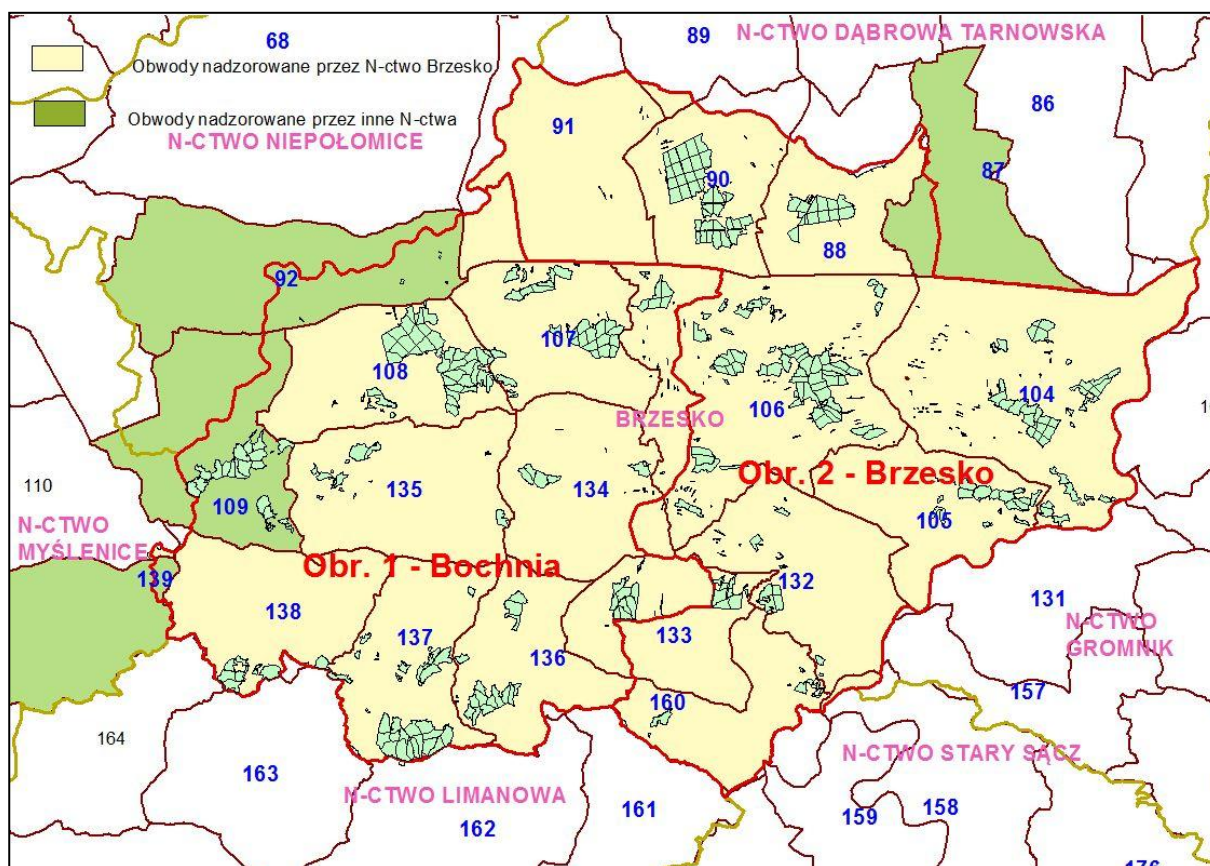 68
89
N-CTWO DĄBROWA TARNOWSKA
Obwody nadzorowane przez N-ctwo Brzesko
Obwody nadzorowane przez inne N-ctwa
N-CTWO NIEPOŁOMICE
91
86
87
90
88
92
107
108
104
106
BRZESKO
110
135
134
Obr. 2 - Brzesko
109
105
N-CTWO
MYŚLENICE
139
Obr. 1 - Bochnia
138
132
131
137
136
133
N-CTWO
GROMNIK
160
157
164
163
N-CTWO STARY SĄCZ
N-CTWO LIMANOWA
162
161
159
158